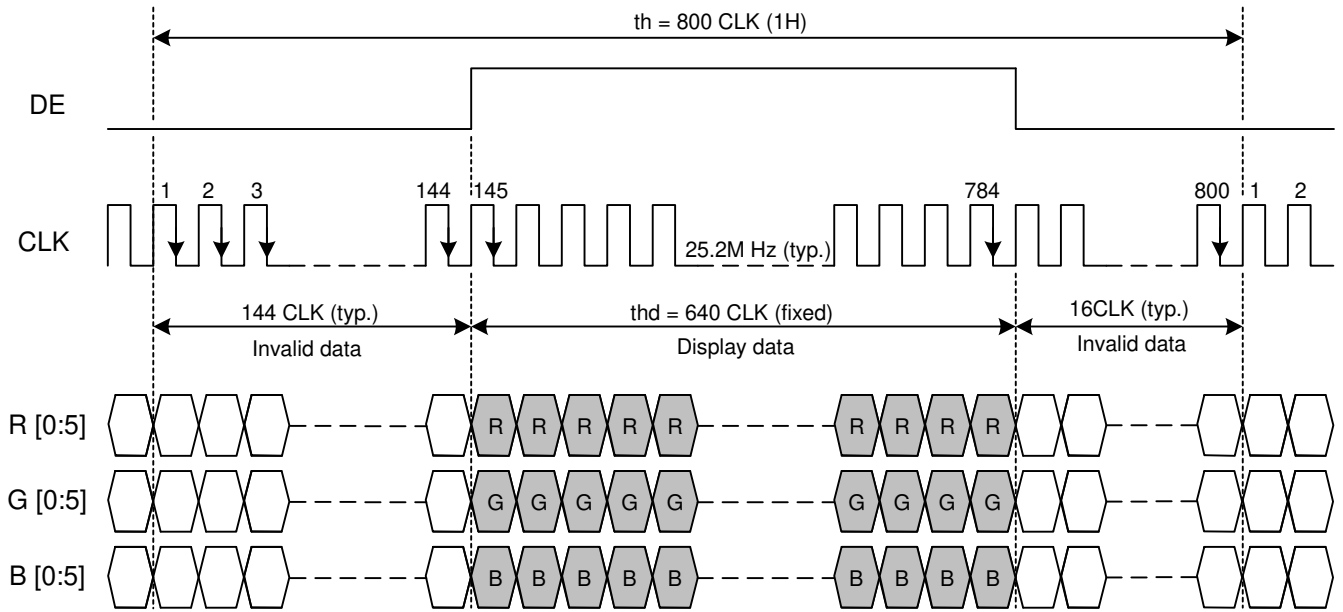 th = 800 CLK (1H)
DE
1 2 3 144 145 784 800 1 2
CLK
25.2M Hz (typ.)
144 CLK (typ.) thd = 640 CLK (fixed) 16CLK (typ.)
Invalid data Display data Invalid data
R [0:5] R R R R R R R R R
G [0:5] G G G G G G G G G
B [0:5] B B B B B B B B B